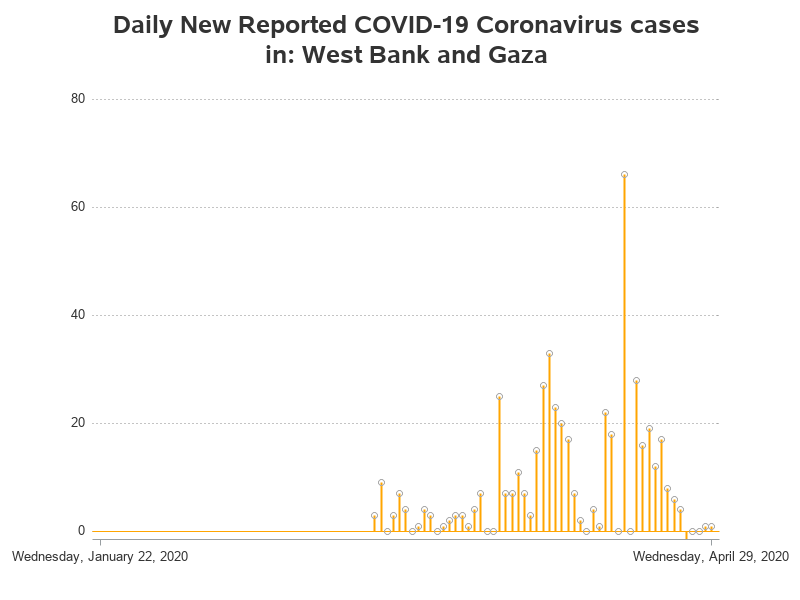 Daily New Reported COVID-19 Coronavirus cases
in: West Bank and Gaza
80
60
40
20
0
Wednesday, January 22, 2020
Wednesday, April 29, 2020